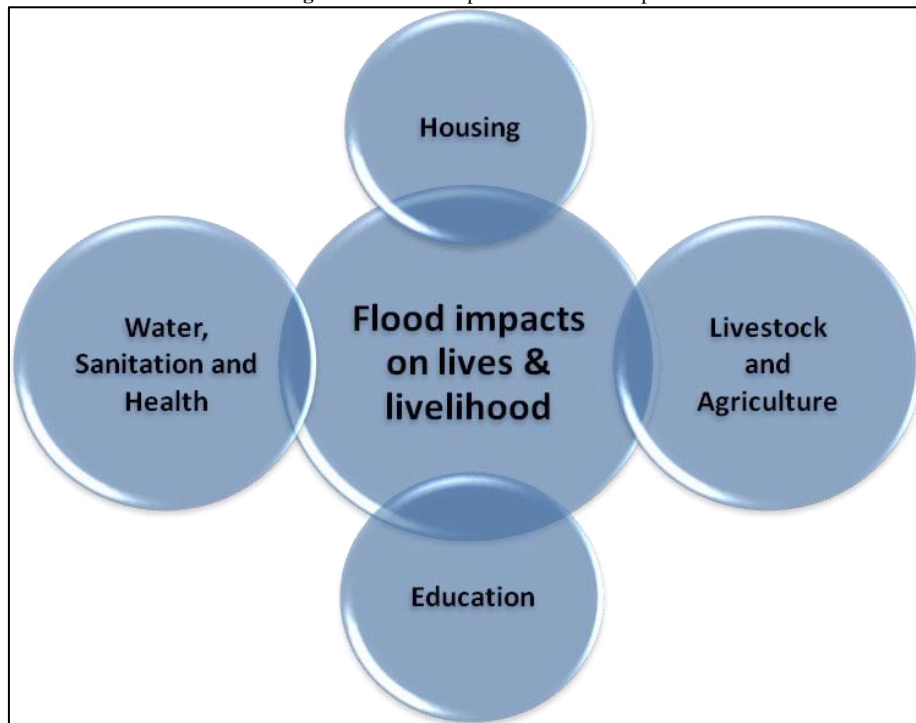 Housing
Water,
Sanitation and
Health
Flood impacts
on lives &
livelihood
Livestock
and
Agriculture
Education